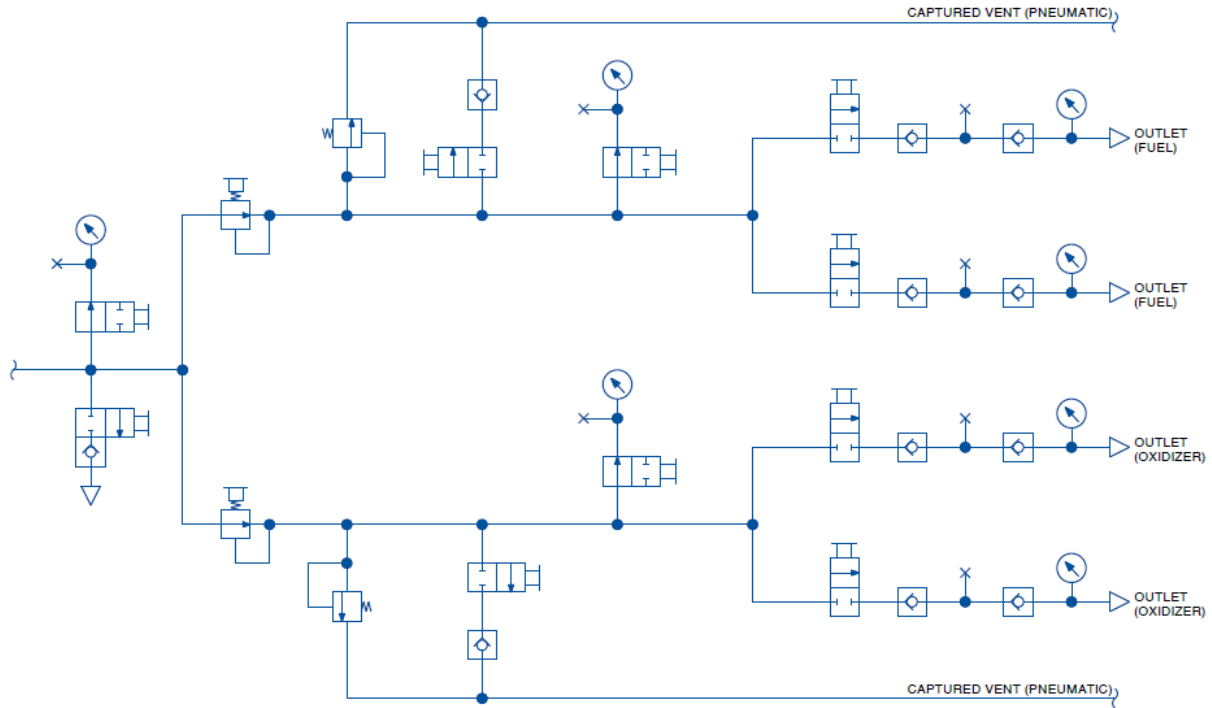 CAPTURED VENT (PNEUMATIC)
OUTLET
(FUEL)
OUTLET
(FUEL)
OUTLET
(OXIDIZER)
OUTLET
(OXIDIZER)
CAPTURED VENT (PNEUMATIC)